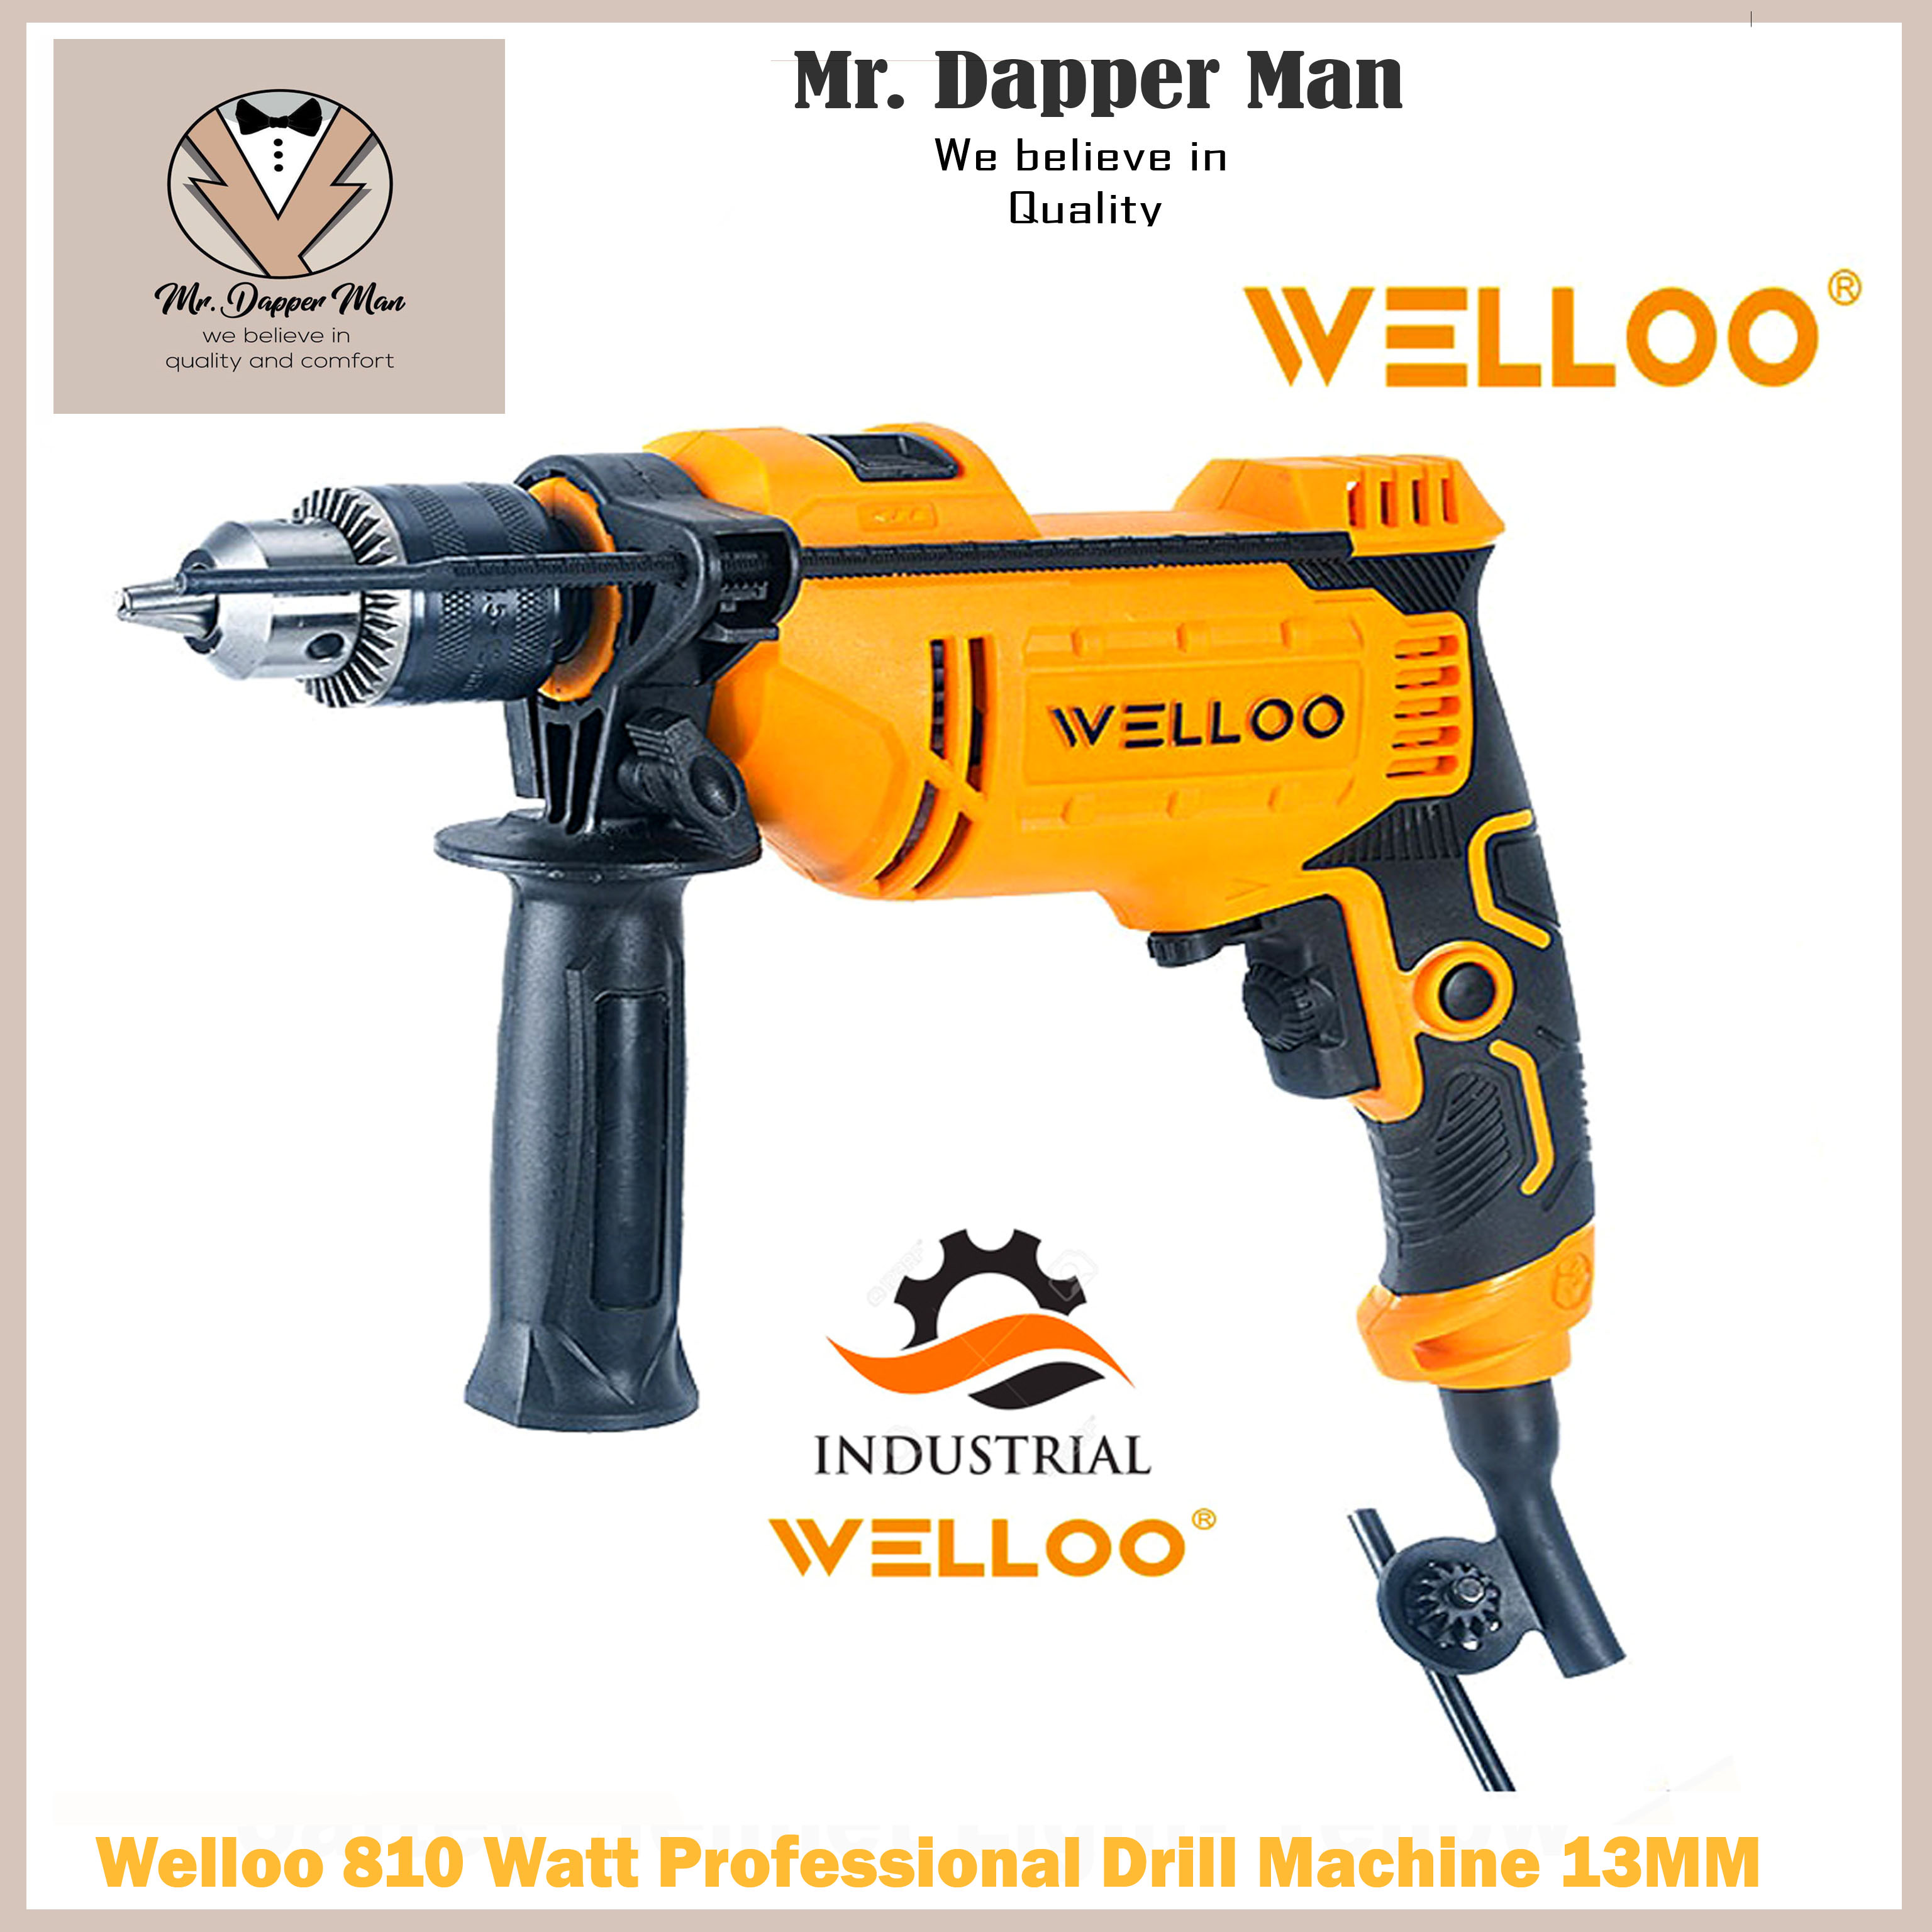 Mr. Dapper Man
We believe in
Quality
Mr. Dapper Man
we believe in
quality and comfort
WELLOO®
WELLOO
INDUSTRIAL
WELLOO®
Welloo 810 Watt Professional Drill Machine 13MM